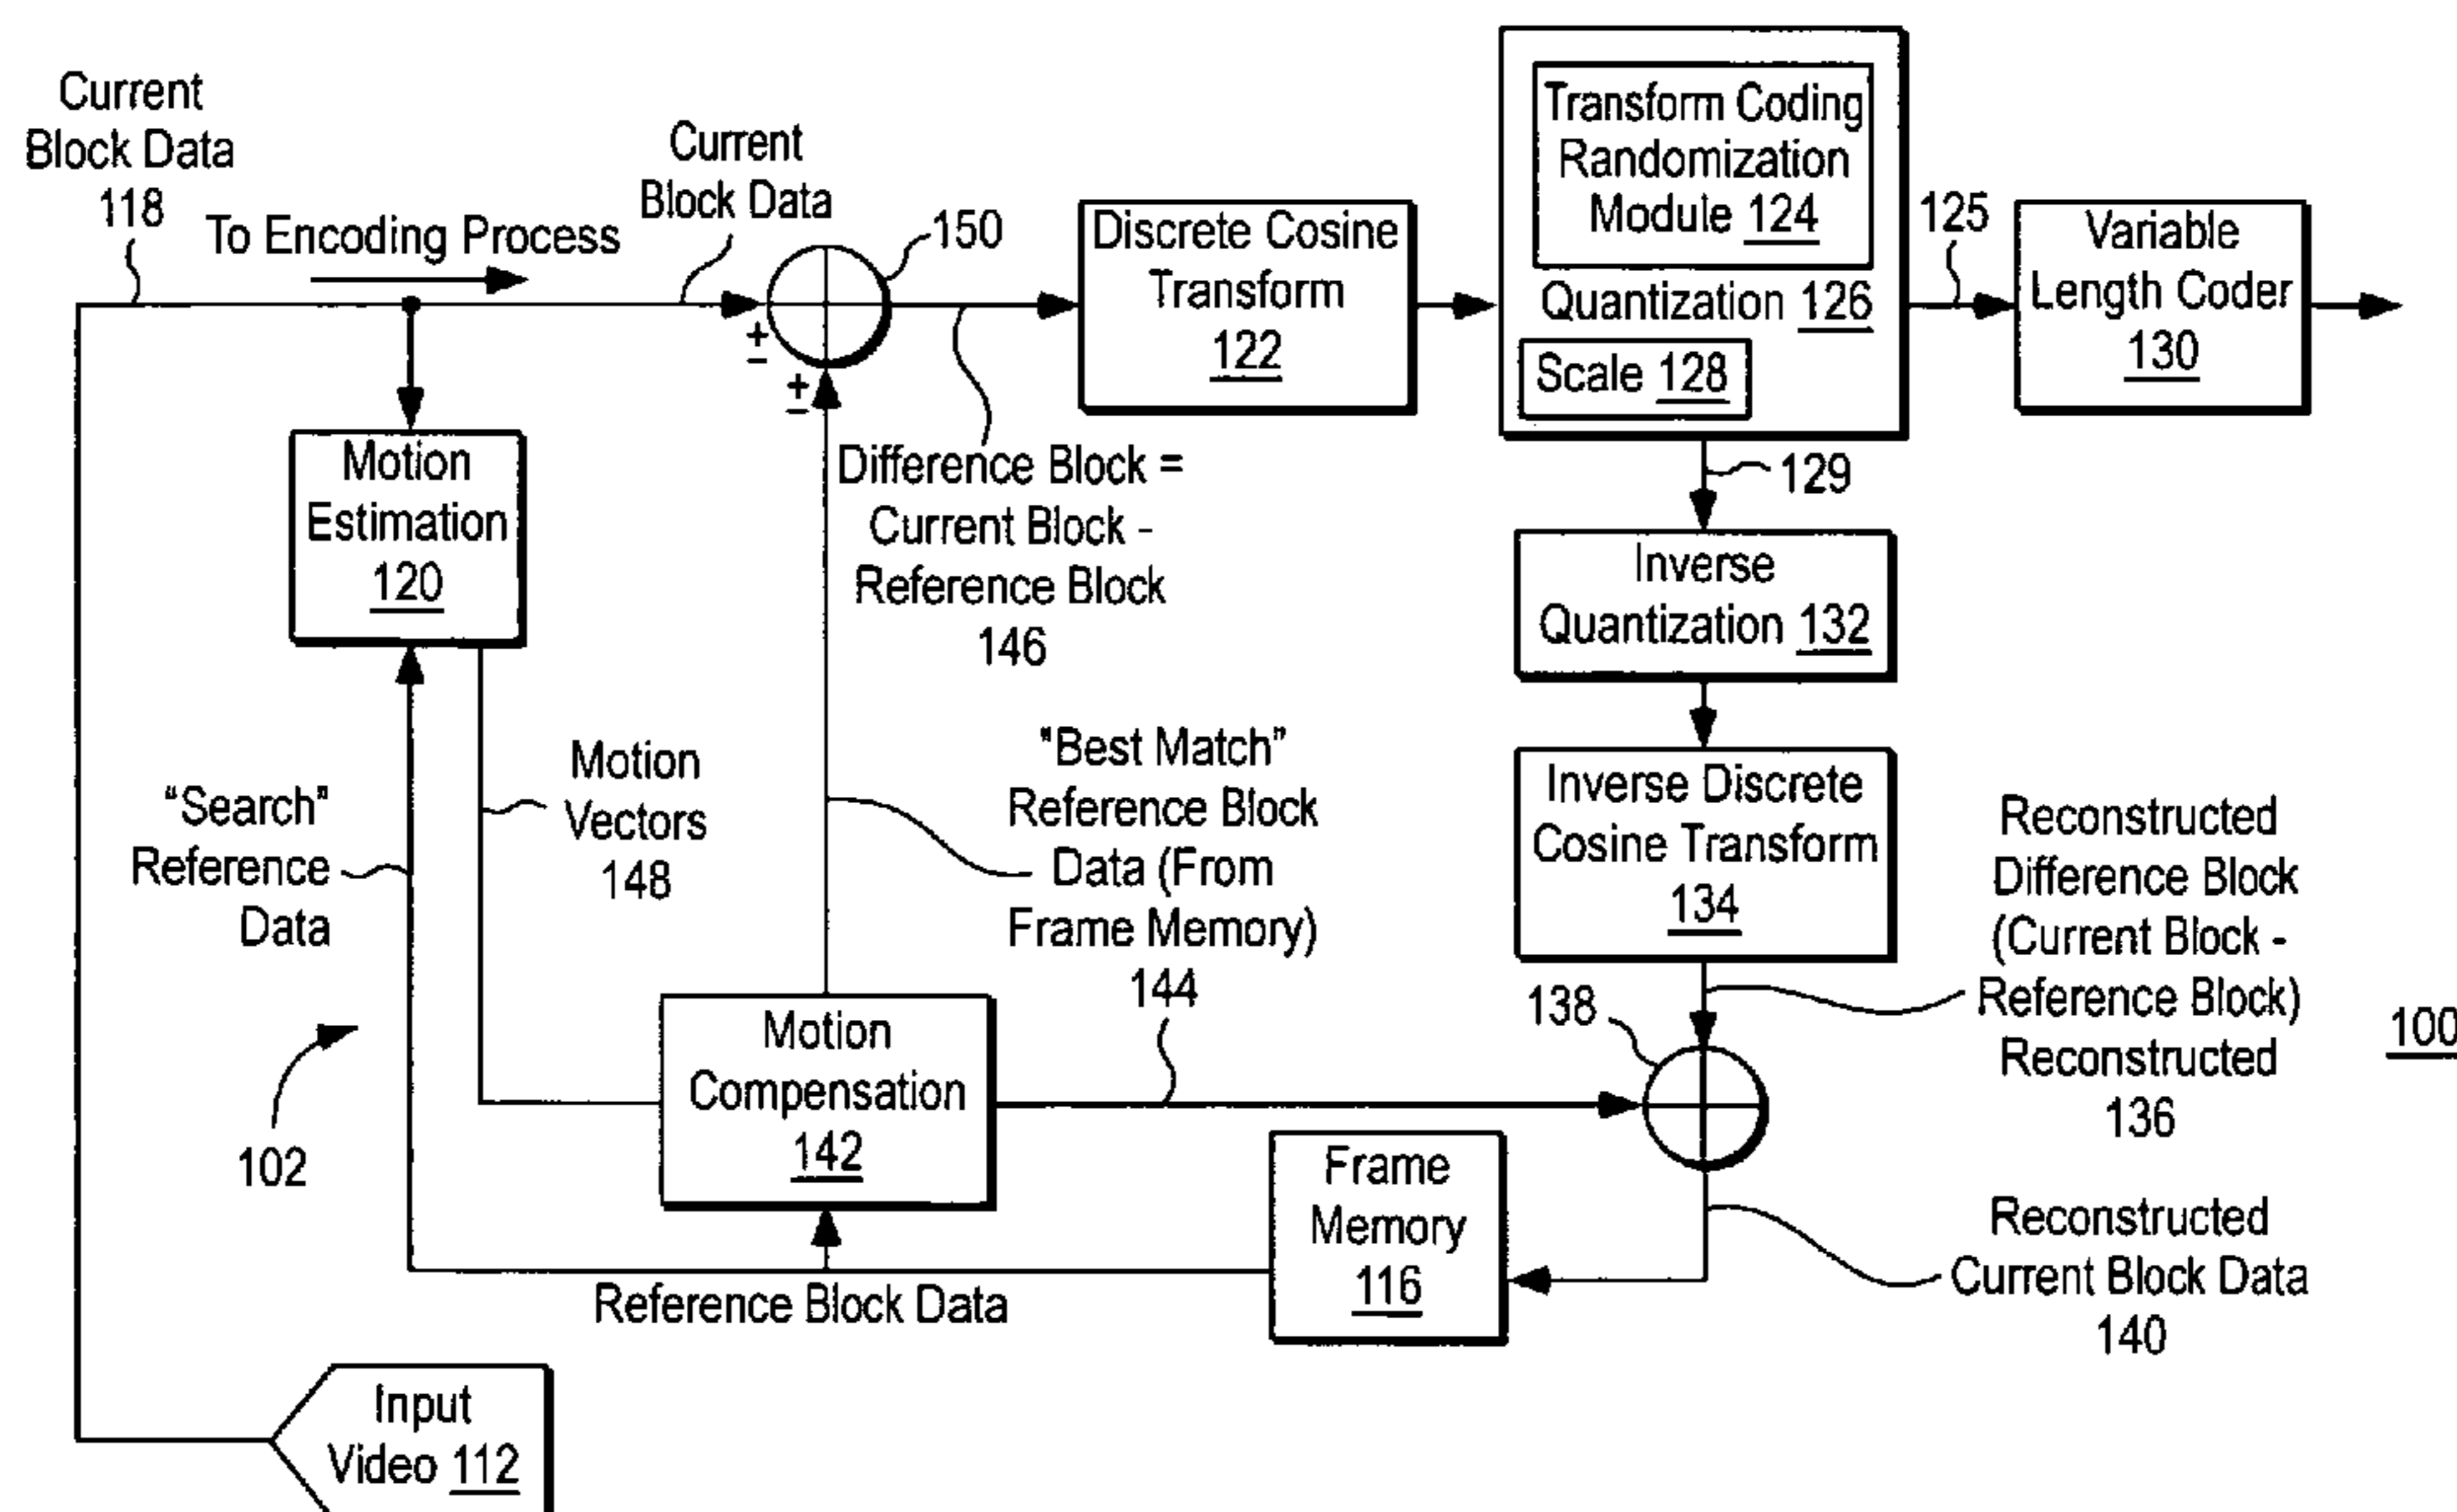 Current
Block Data
118
To Encoding Process
Current
Block Data
150
Discrete Cosine
Transform
122
Transform Coding
Randomization
Module 124
Quantization 126
Scale 128
125
Variable
Length Coder
130
±
±
Motion
Estimation
120
Difference Block =
Current Block -
Reference Block
146
129
Inverse
Quantization 132
"Search"
Reference
Data
Motion
Vectors
148
"Best Match"
Reference Block
Data (From
Frame Memory)
144
Inverse Discrete
Cosine Transform
134
Reconstructed
Difference Block
(Current Block -
Reference Block)
Reconstructed
136
100
102
Motion
Compensation
142
138
Frame
Memory
116
Reference Block Data
Reconstructed
Current Block Data
140
Input
Video 112